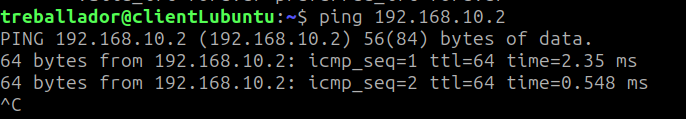 treballador@clientLubuntu:~$ ping 192.168.10.2
PING 192.168.10.2 (192.168.10.2) 56(84) bytes of data.
64 bytes from 192.168.10.2: icmp_seq=1 ttl=64 time=2.35 ms
64 bytes from 192.168.10.2: icmp_seq=2 ttl=64 time=0.548 ms
^C